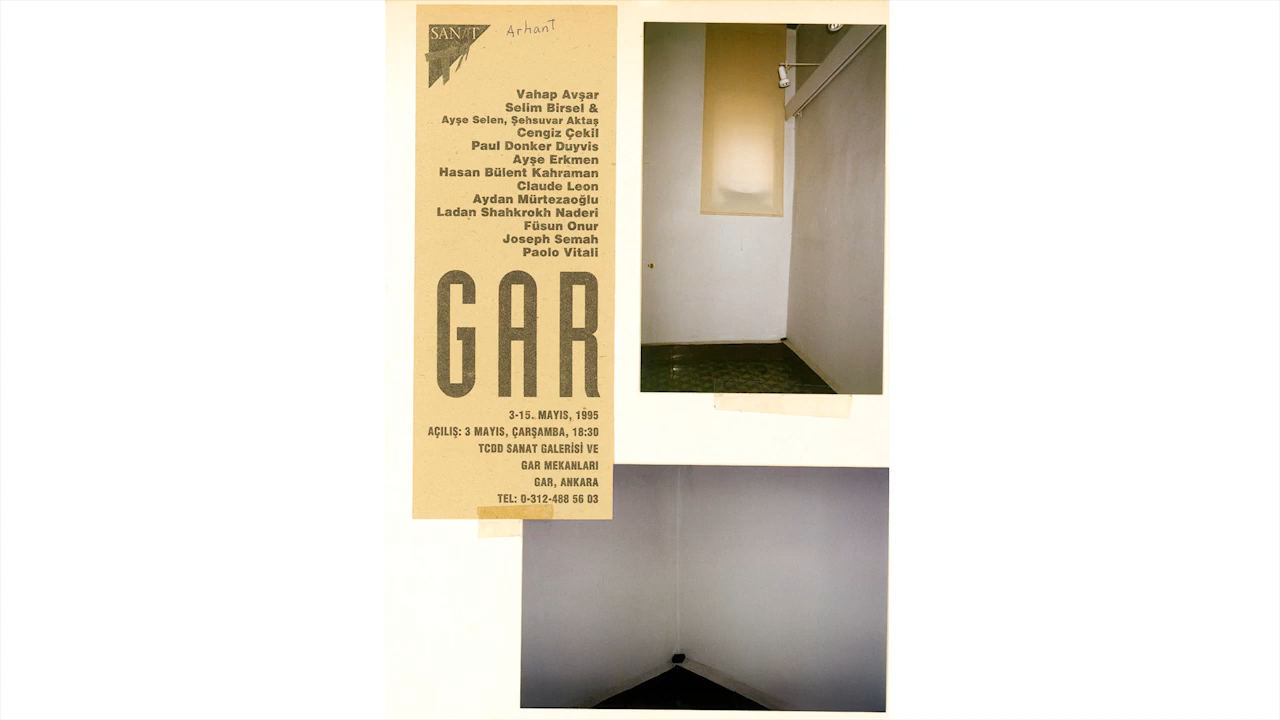 SANAT
Arhant
Vahap Avşar
Selim Birsel &
Ayşe Selen, Şehsuvar Aktaş
Cengiz Çekil
Paul Donker Duyvis
Ayşe Erkmen
Hasan Bülent Kahraman
Claude Leon
Aydan Mürtezaoğlu
Ladan Shahkrokh Naderi
Füsun Onur
Joseph Semah
Paolo Vitali
GAR
3-15. MAYIS, 1995
AÇILIŞ: 3 MAYIS, ÇARŞAMBA, 18:30
TCDD SANAT GALERİSİ VE
GAR MEKANLARI
GAR, ANKARA
TEL: 0-312-488 56 03